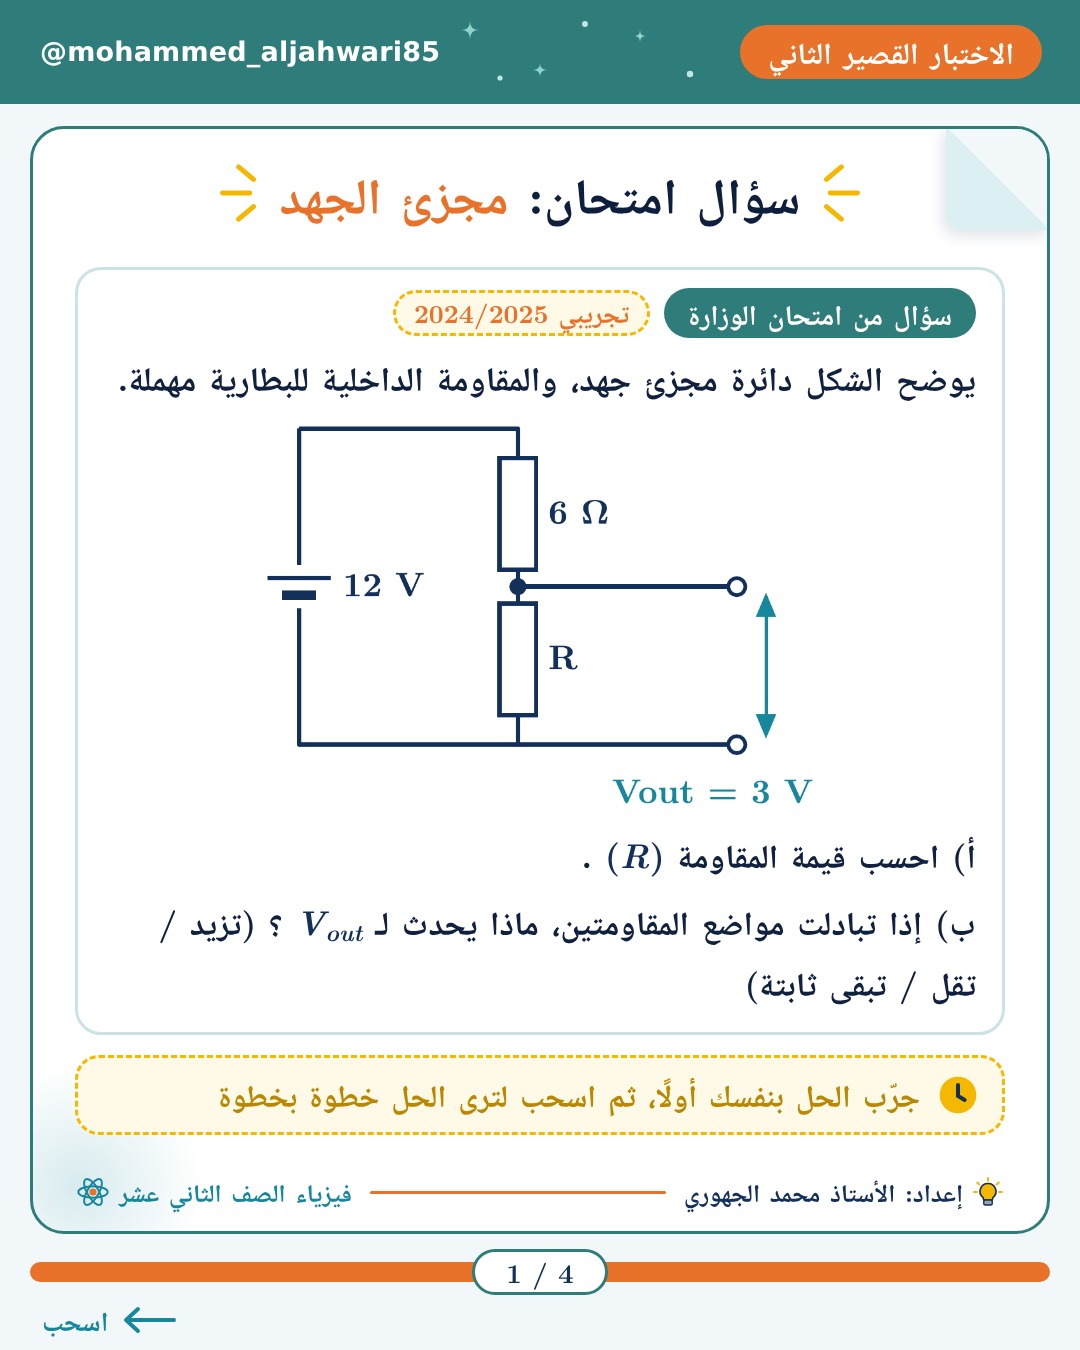 @mohammed_aljahwari85
الاختبار القصير الثاني
سؤال امتحان: مجزئ الجهد
سؤال من امتحان الوزارة
تجريبي 2024/2025
يوضح الشكل دائرة مجزئ جهد، والمقاومة الداخلية للبطارية مهملة.
6 Ω
12 V
R
Vout = 3 V
أ) احسب قيمة المقاومة (R) .
ب) إذا تبادلت مواضع المقاومتين، ماذا يحدث لـ Vout ؟ (تزيد /
تقل / تبقى ثابتة)
جرّب الحل بنفسك أولًا، ثم اسحب لترى الحل خطوة بخطوة
إعداد: الأستاذ محمد الجهوري
فيزياء الصف الثاني عشر
1 / 4
اسحب